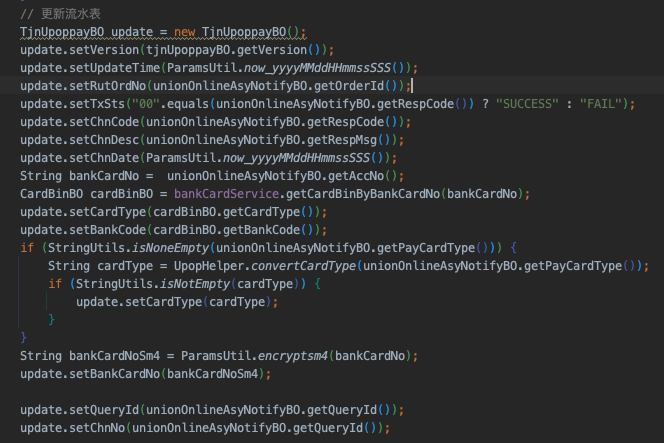 // 更新流水表
TjnUpoppayBO update = new TjnUpoppayBO();
update.setVersion(tjnUpoppayBO.getVersion());
update.setUpdateTime(ParamsUtil.now_yyyyMMddHHmmssSSS());
update.setRutOrdNo(unionOnlineAsyNotifyBO.getOrderId());
update.setTxSts("00".equals(unionOnlineAsyNotifyBO.getRespCode()) ? "SUCCESS" : "FAIL");
update.setChnCode(unionOnlineAsyNotifyBO.getRespCode());
update.setChnDesc(unionOnlineAsyNotifyBO.getRespMsg());
update.setChnDate(ParamsUtil.now_yyyyMMddHHmmssSSS());
String bankCardNo =  unionOnlineAsyNotifyBO.getAccNo();
CardBinBO cardBinBO = bankCardService.getCardBinByBankCardNo(bankCardNo);
update.setCardType(cardBinBO.getCardType());
update.setBankCode(cardBinBO.getBankCode());
if (StringUtils.isNoneEmpty(unionOnlineAsyNotifyBO.getPayCardType())) {
    String cardType = UpopHelper.convertCardType(unionOnlineAsyNotifyBO.getPayCardType());
    if (StringUtils.isNotEmpty(cardType)) {
        update.setCardType(cardType);
    }
}
String bankCardNoSm4 = ParamsUtil.encryptsm4(bankCardNo);
update.setBankCardNo(bankCardNoSm4);
update.setQueryId(unionOnlineAsyNotifyBO.getQueryId());
update.setChnNo(unionOnlineAsyNotifyBO.getQueryId());